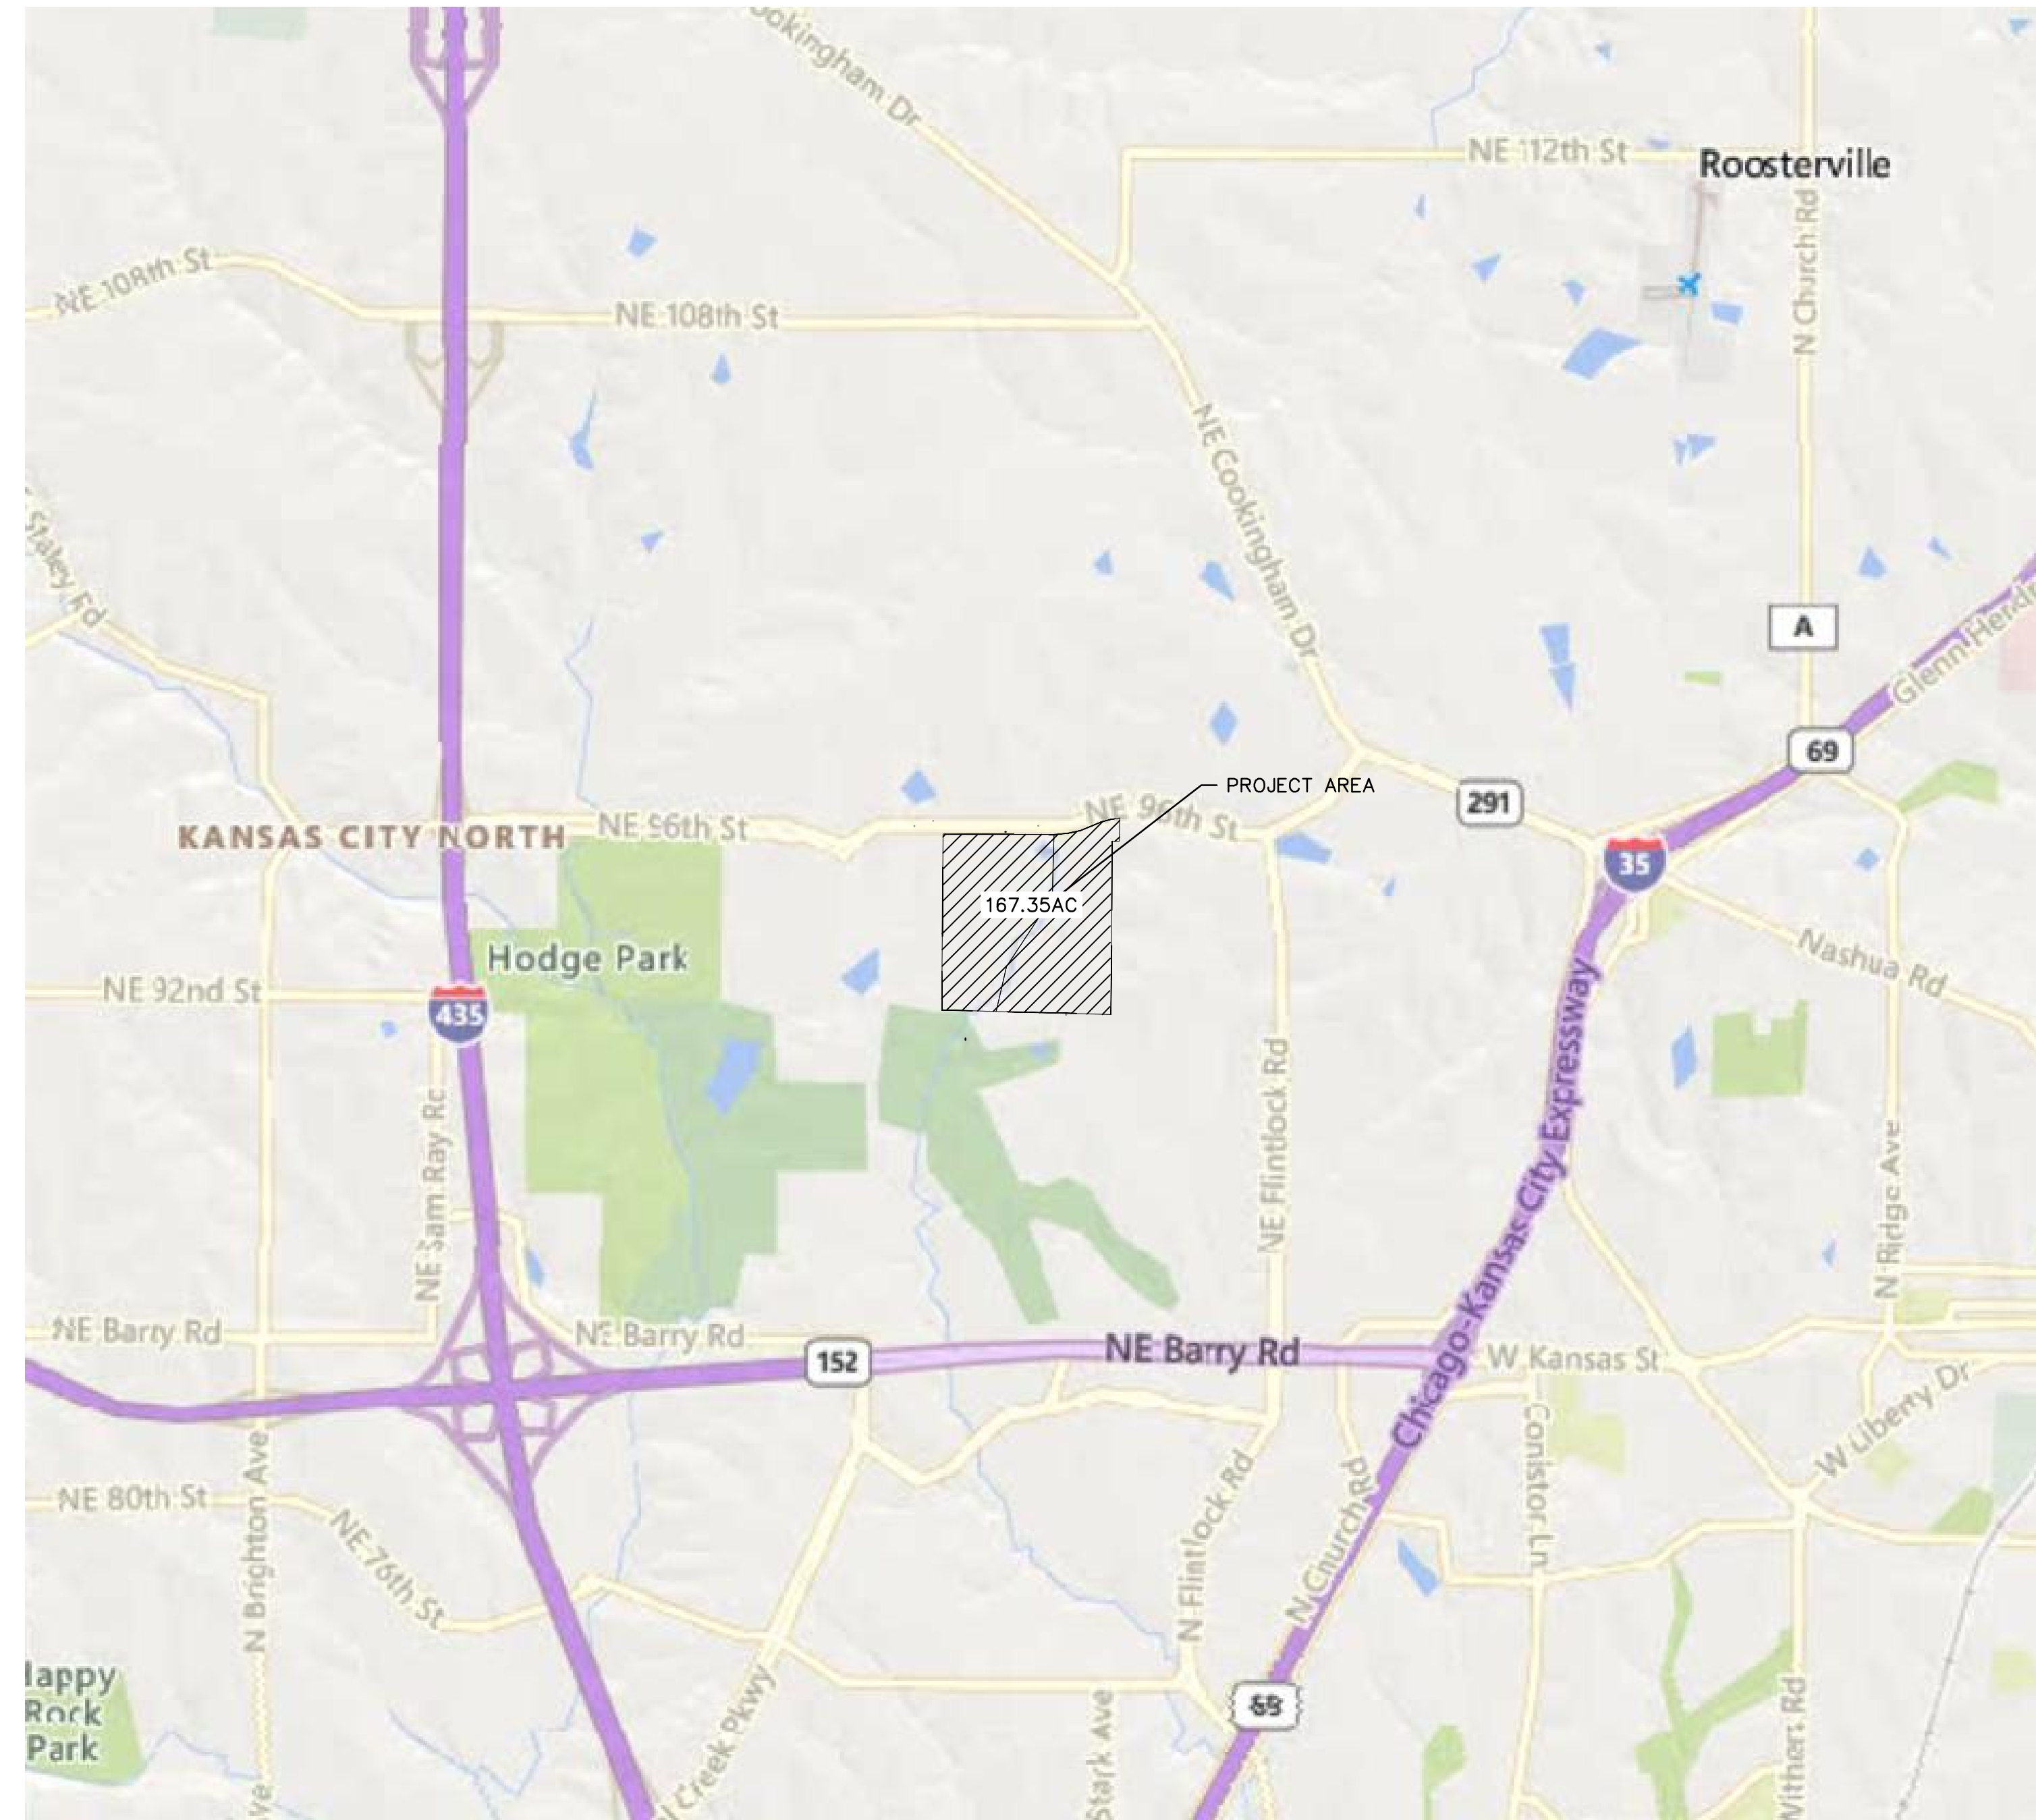 ookingham Dr
NE 112th St
Roosterville
N Church Rd
NE 108th St
NE 108th St
NE Cookingham Dr
Staley Rd
A
Glenn Hendr
69
PROJECT AREA
291
NE 96th St
NE 96th St
KANSAS CITY NORTH
35
167.35AC
Hodge Park
Nashua Rd
NE 92nd St
435
Chicago-Kansas City Expressway
NE Flintlock Rd
NE Sam Ray Rd
N Ridge Ave
NE Barry Rd
NE Barry Rd
NE Barry Rd
152
W Kansas St
W Liberty Dr
N Brighton Ave
NE 80th St
NE 76th St
N Flintlock Rd
N Church Rd
Conistor Ln
Happy
Rock
Park
l Creek Pkwy
Stark Ave
Withers Rd
ve